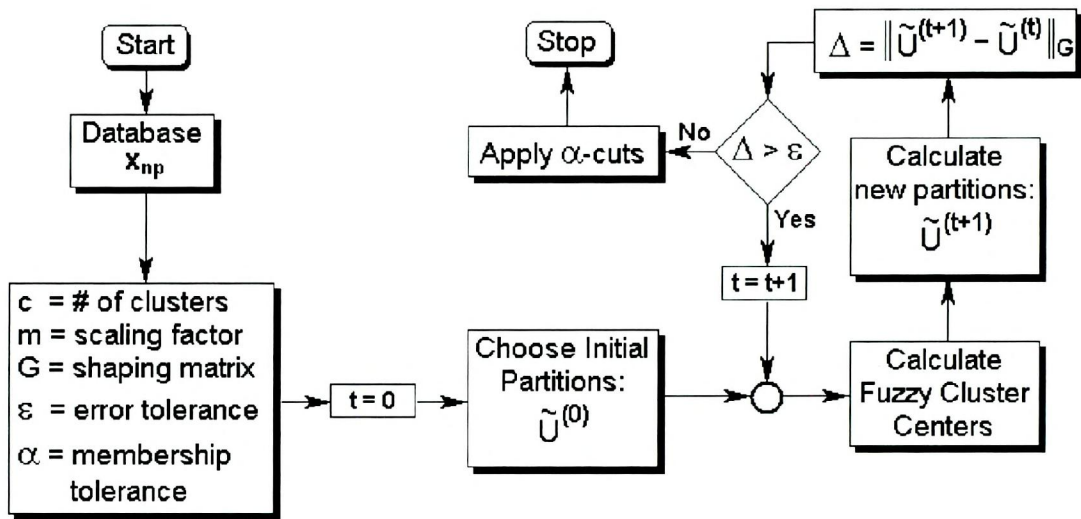 Start
Database
x_np
c = # of clusters
m = scaling factor
G = shaping matrix
ε = error tolerance
α = membership
tolerance
t = 0
Choose Initial
Partitions:
Ũ^(0)
Calculate
Fuzzy Cluster
Centers
Calculate
new partitions:
Ũ^(t+1)
Δ = ‖Ũ^(t+1) − Ũ^(t)‖_G
Δ > ε
No
Yes
t = t+1
Apply α-cuts
Stop